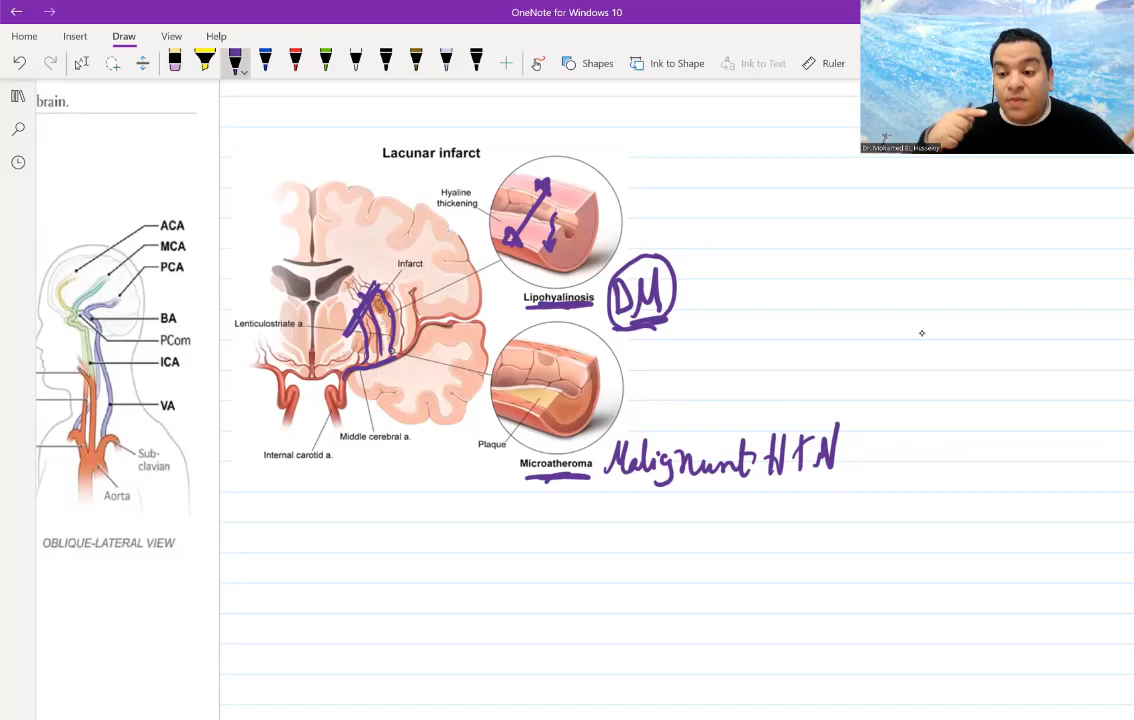 OneNote for Windows 10
Home
Insert
Draw
View
Help
Shapes
Ink to Shape
Ink to Text
Ruler
Dr. Mohamed EL Husseiny
brain.
ACA
MCA
PCA
BA
PCom
ICA
VA
Sub-
clavian
Aorta
OBLIQUE-LATERAL VIEW
Lacunar infarct
Hyaline
thickening
Infarct
Lenticulostriate a.
Lipohyalinosis
DM
Plaque
Middle cerebral a.
Internal carotid a.
Microatheroma
Malignant HTN